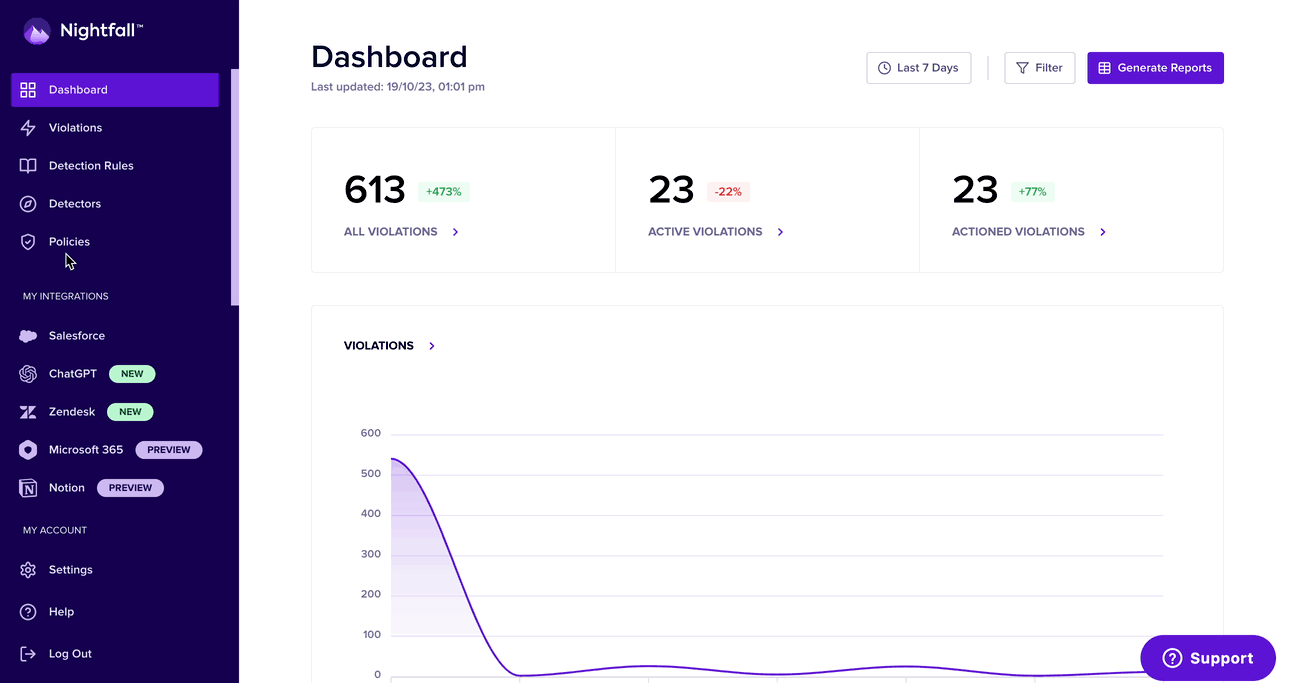 Nightfall™
Dashboard
Violations
Detection Rules
Detectors
Policies
MY INTEGRATIONS
Salesforce
ChatGPT NEW
Zendesk NEW
Microsoft 365 PREVIEW
Notion PREVIEW
MY ACCOUNT
Settings
Help
Log Out
Dashboard
Last updated: 19/10/23, 01:01 pm
Last 7 Days
Filter
Generate Reports
613 +473%
ALL VIOLATIONS
23 -22%
ACTIVE VIOLATIONS
23 +77%
ACTIONED VIOLATIONS
VIOLATIONS
600
500
400
300
200
100
0
Support